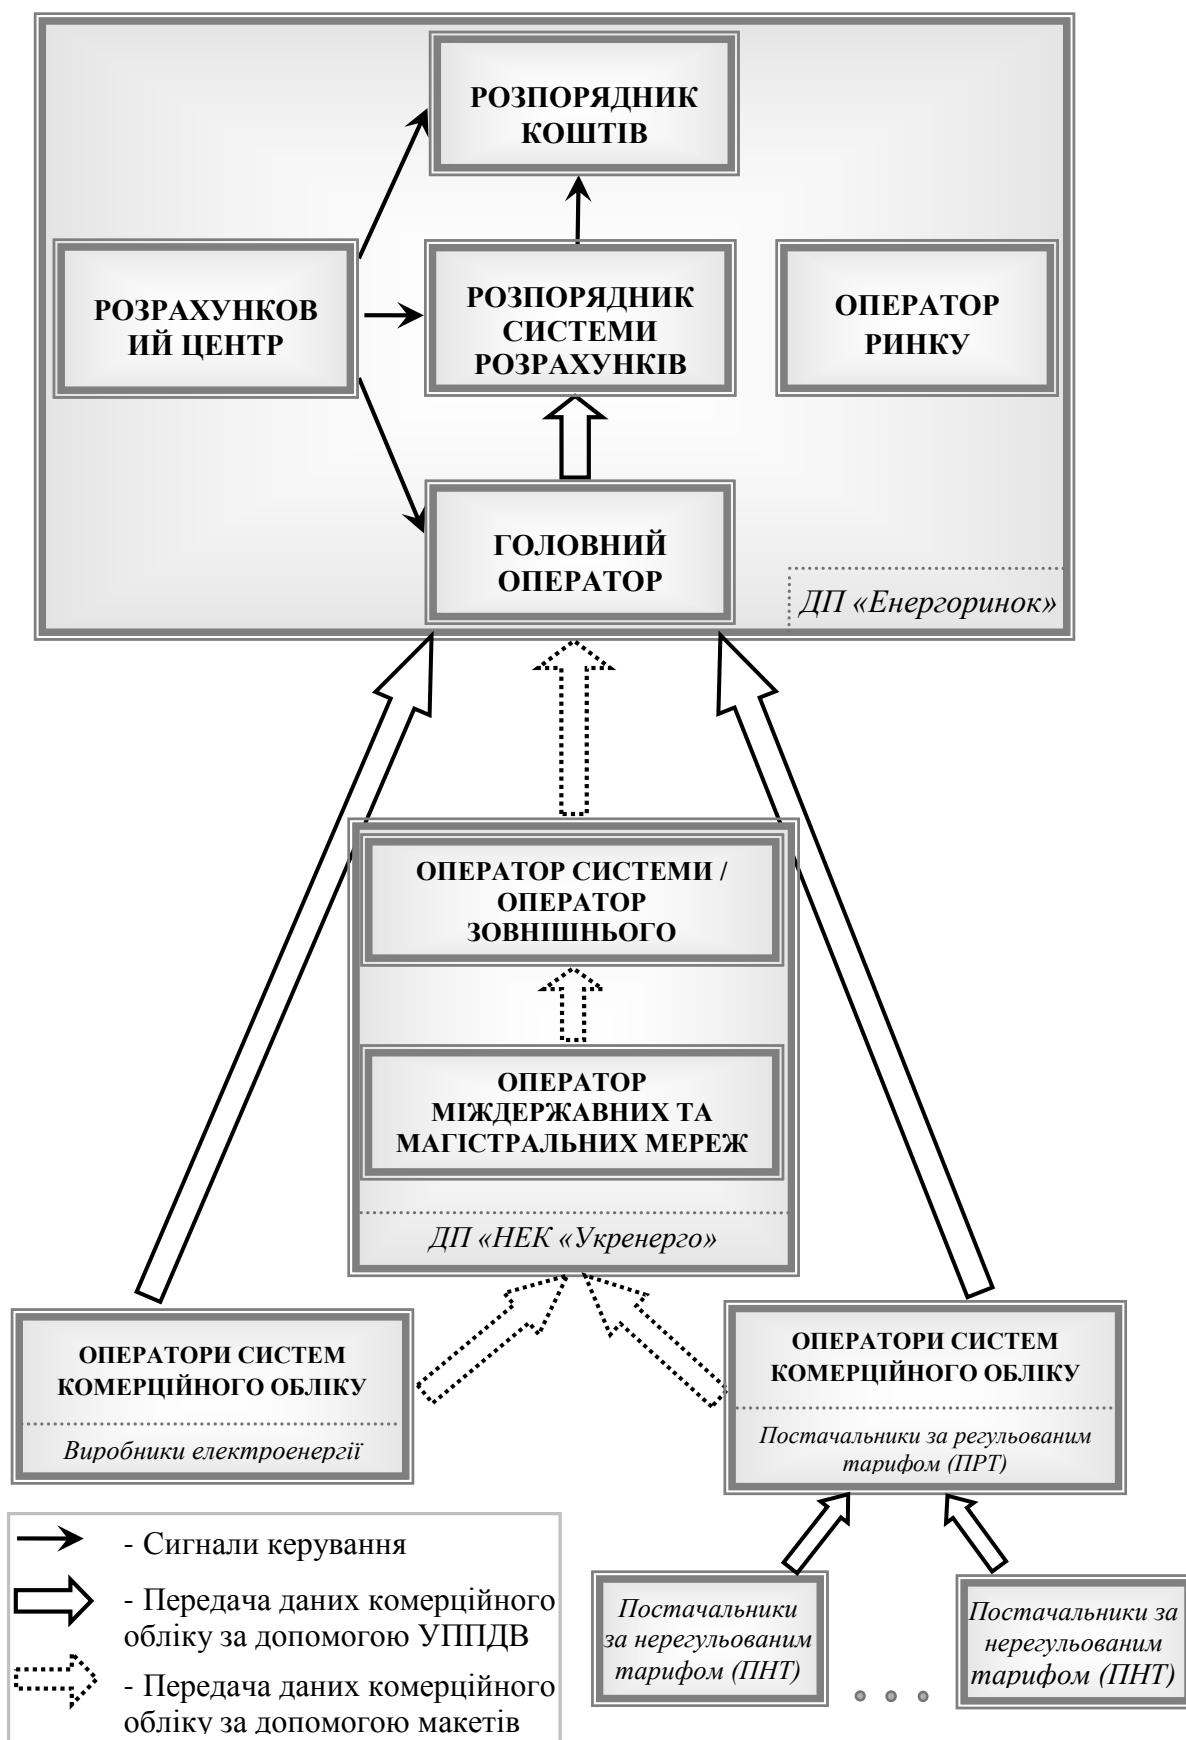 РОЗПОРЯДНИК
КОШТІВ
РОЗРАХУНКОВ
ИЙ ЦЕНТР
РОЗПОРЯДНИК
СИСТЕМИ
РОЗРАХУНКІВ
ОПЕРАТОР
РИНКУ
ГОЛОВНИЙ
ОПЕРАТОР
ДП «Енергоринок»
ОПЕРАТОР СИСТЕМИ /
ОПЕРАТОР
ЗОВНІШНЬОГО
ОПЕРАТОР
МІЖДЕРЖАВНИХ ТА
МАГІСТРАЛЬНИХ МЕРЕЖ
ДП «НЕК «Укренерго»
ОПЕРАТОРИ СИСТЕМ
КОМЕРЦІЙНОГО ОБЛІКУ
Виробники електроенергії
ОПЕРАТОРИ СИСТЕМ
КОМЕРЦІЙНОГО ОБЛІКУ
Постачальники за регульованим
тарифом (ПРТ)
- Сигнали керування
- Передача даних комерційного
обліку за допомогою УППДВ
- Передача даних комерційного
обліку за допомогою макетів
Постачальники
за нерегульованим
тарифом (ПНТ)
Постачальники за
нерегульованим
тарифом (ПНТ)